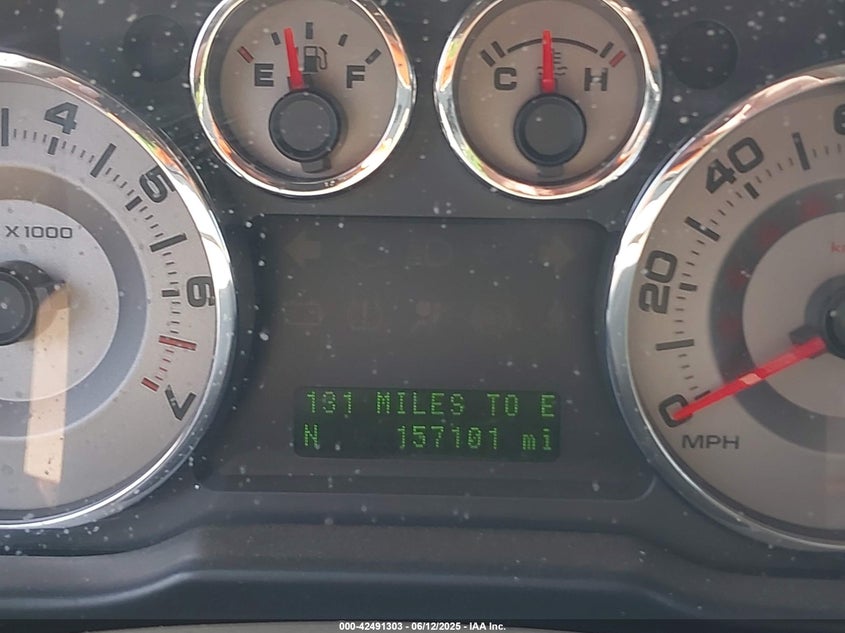 E F
C H
4
5
6
7
X 1000
0
20
40
MPH
131 MILES TO E
N 157101 mi
000-42491303 - 06/12/2025 - IAA Inc.